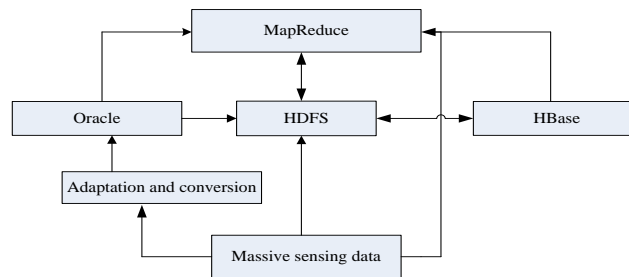 MapReduce
Oracle
HDFS
HBase
Adaptation and conversion
Massive sensing data